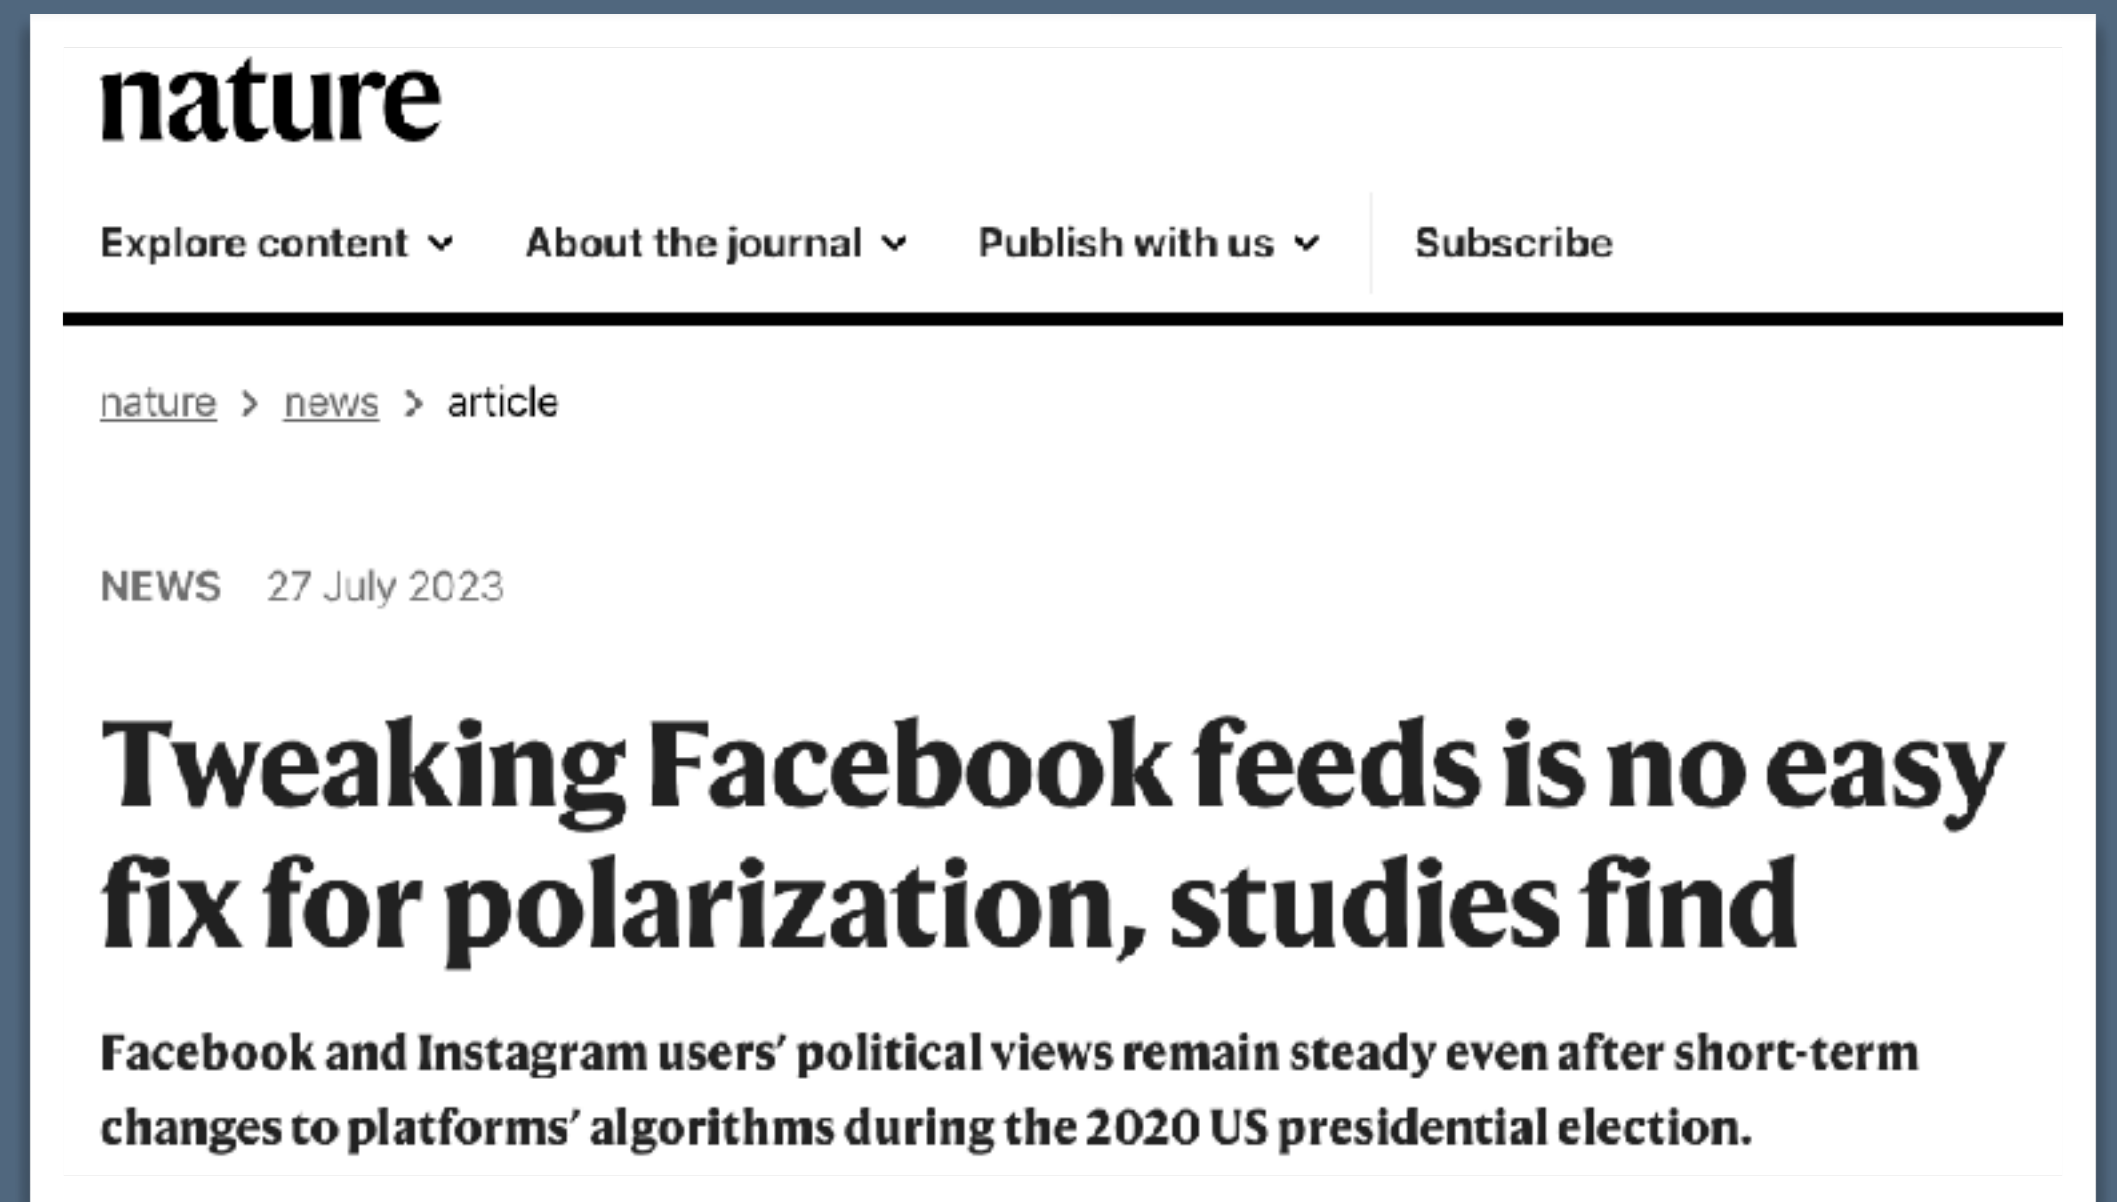 nature
Explore content About the journal Publish with us Subscribe
nature > news > article
NEWS 27 July 2023
Tweaking Facebook feeds is no easy
fix for polarization, studies find
Facebook and Instagram users’ political views remain steady even after short-term
changes to platforms’ algorithms during the 2020 US presidential election.